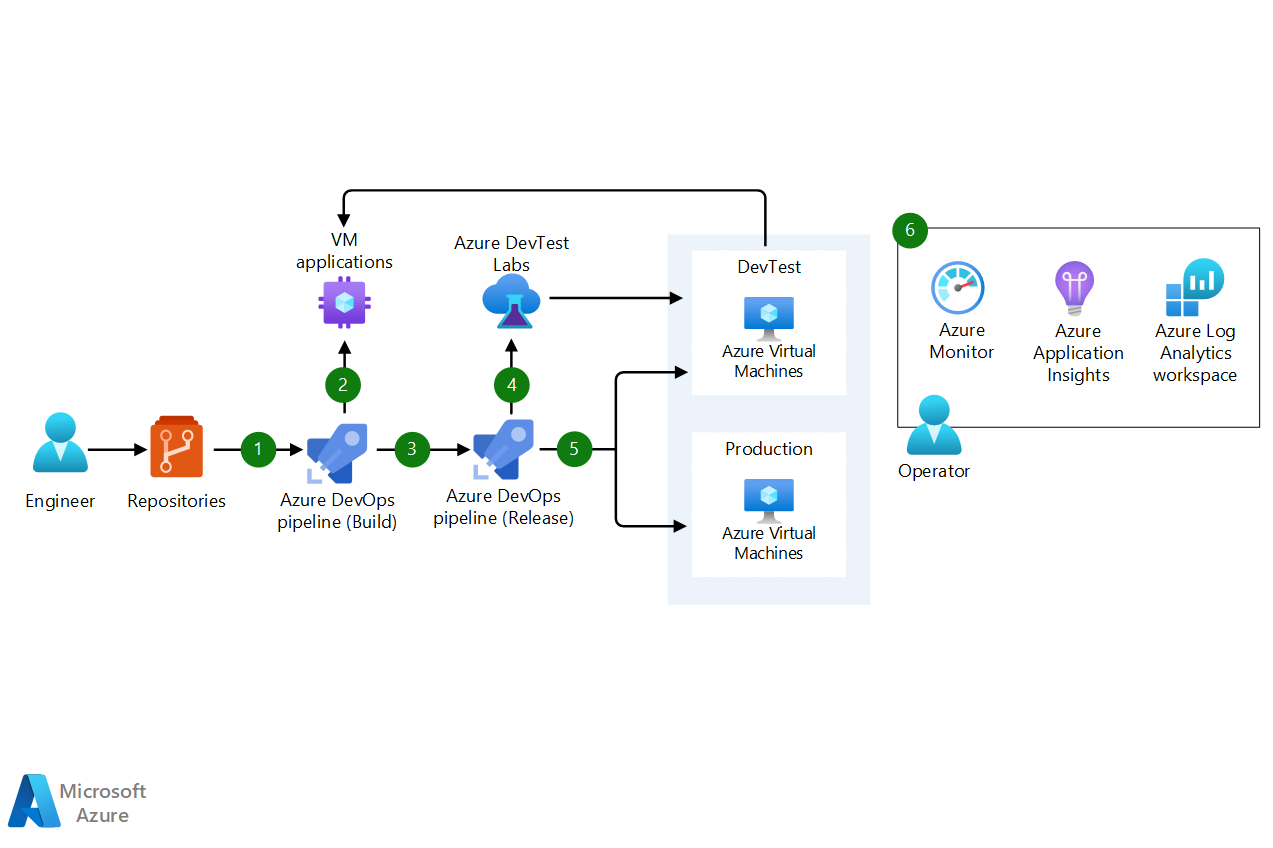 VM
applications
Azure DevTest
Labs
DevTest
Azure Virtual
Machines
6
Azure
Monitor
Azure
Application
Insights
Azure Log
Analytics
workspace
2
4
1
3
5
Engineer
Repositories
Azure DevOps
pipeline (Build)
Azure DevOps
pipeline (Release)
Production
Azure Virtual
Machines
Operator
Microsoft
Azure